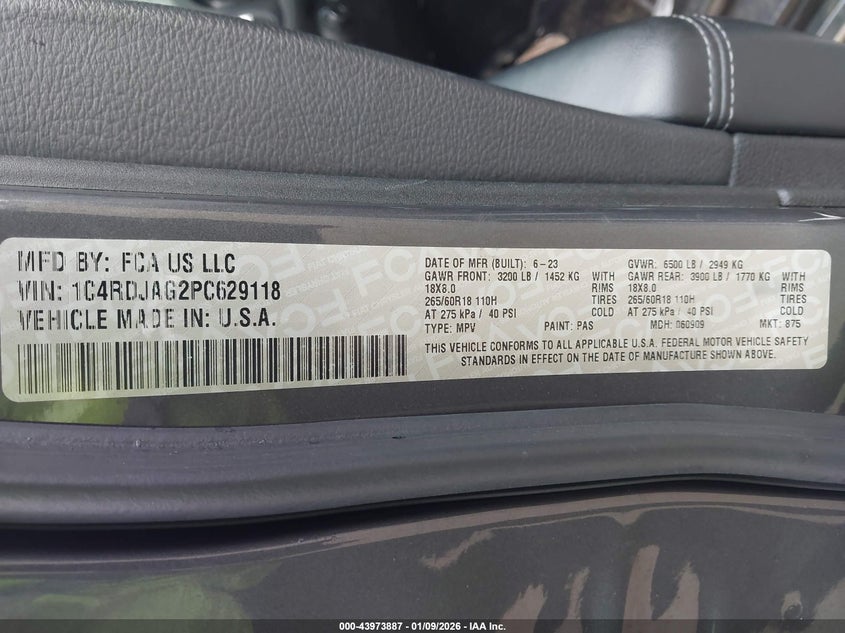 MFD BY: FCA US LLC
VIN: 1C4RDJAG2PC629118
VEHICLE MADE IN: U.S.A.
DATE OF MFR (BUILT): 6-23 GVWR: 6500 LB / 2949 KG
GAWR FRONT: 3200 LB / 1452 KG WITH GAWR REAR: 3900 LB / 1770 KG WITH
18X8.0 RIMS 18X8.0 RIMS
265/60R18 110H TIRES 265/60R18 110H TIRES
AT 275 kPa / 40 PSI COLD AT 275 kPa / 40 PSI COLD
TYPE: MPV PAINT: PAS MDH: 060909 MKT: 875
THIS VEHICLE CONFORMS TO ALL APPLICABLE U.S.A. FEDERAL MOTOR VEHICLE SAFETY
STANDARDS IN EFFECT ON THE DATE OF MANUFACTURE SHOWN ABOVE.
000-43973887 - 01/09/2026 - IAA Inc.